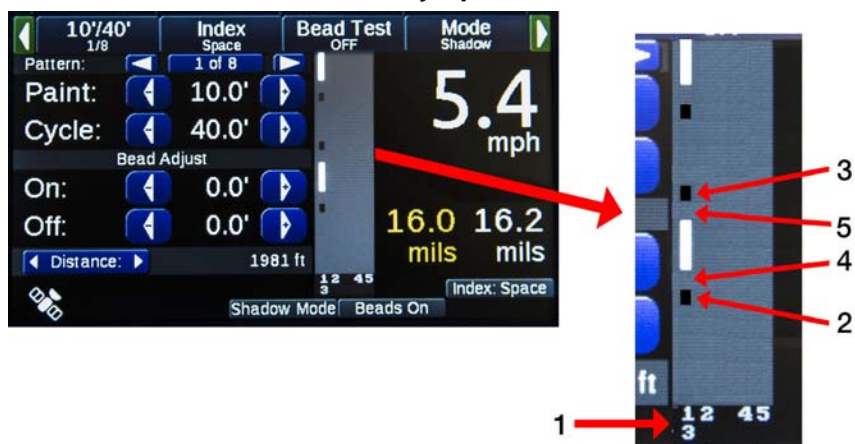 10'/40'
1/8
Index
Space
Bead Test
OFF
Mode
Shadow
Pattern:
1 of 8
Paint:
10.0'
Cycle:
40.0'
5.4
mph
Bead Adjust
On:
0.0'
Off:
0.0'
16.0
mils
16.2
mils
Distance:
1981 ft
12 45
3
Index: Space
Shadow Mode
Beads On
3
5
4
2
ft
1
12 45
3